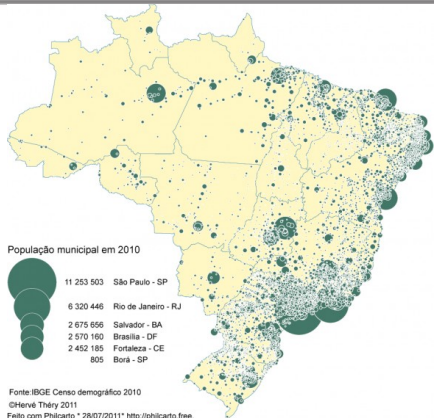 População municipal em 2010
11 253 503 São Paulo - SP
6 320 446 Rio de Janeiro - RJ
2 675 656 Salvador - BA
2 570 160 Brasília - DF
2 452 185 Fortaleza - CE
805 Borá - SP
Fonte:IBGE Censo demográfico 2010
©Hervé Théry 2011
Feito com Philcarto * 28/07/2011* http://philcarto.free